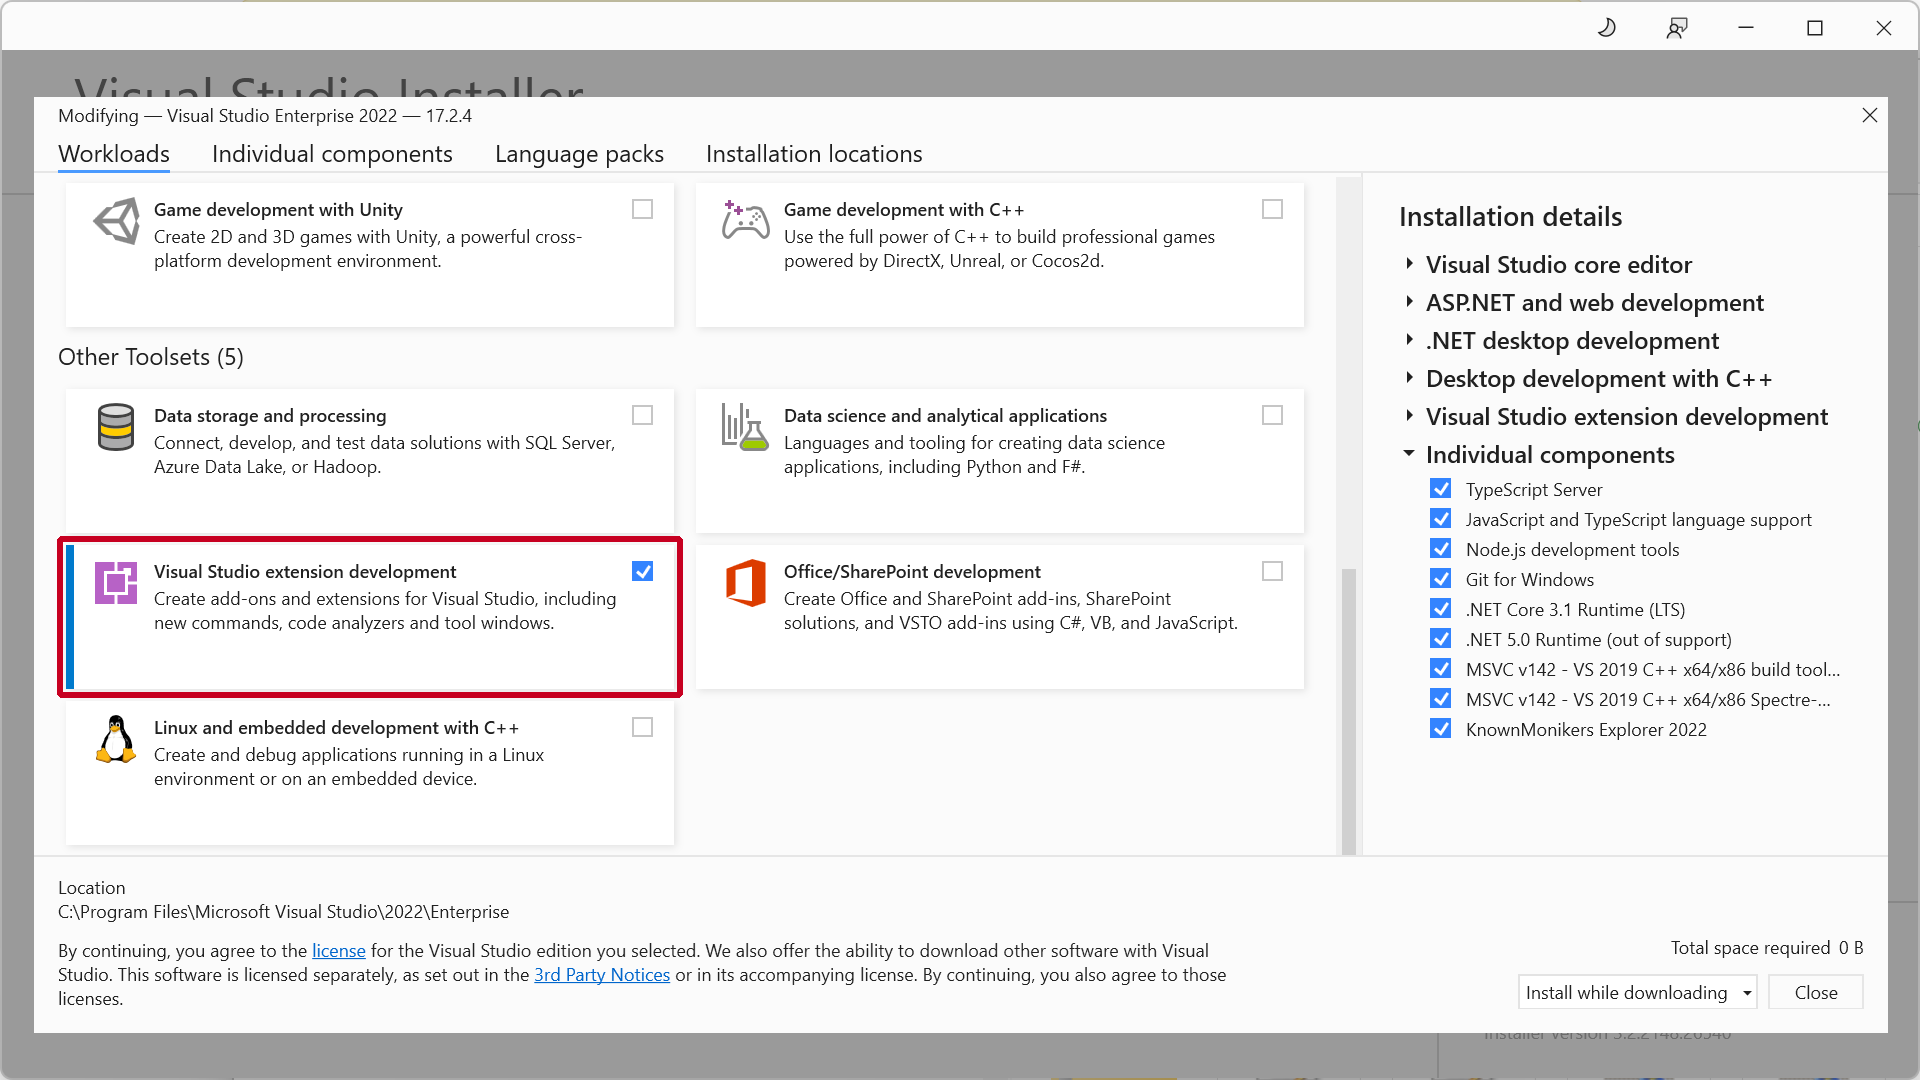 Visual Studio Installer
Modifying — Visual Studio Enterprise 2022 — 17.2.4
Workloads
Individual components
Language packs
Installation locations
Game development with Unity
Create 2D and 3D games with Unity, a powerful cross-
platform development environment.
Game development with C++
Use the full power of C++ to build professional games
powered by DirectX, Unreal, or Cocos2d.
Other Toolsets (5)
Data storage and processing
Connect, develop, and test data solutions with SQL Server,
Azure Data Lake, or Hadoop.
Data science and analytical applications
Languages and tooling for creating data science
applications, including Python and F#.
Visual Studio extension development
Create add-ons and extensions for Visual Studio, including
new commands, code analyzers and tool windows.
Office/SharePoint development
Create Office and SharePoint add-ins, SharePoint
solutions, and VSTO add-ins using C#, VB, and JavaScript.
Linux and embedded development with C++
Create and debug applications running in a Linux
environment or on an embedded device.
Installation details
Visual Studio core editor
ASP.NET and web development
.NET desktop development
Desktop development with C++
Visual Studio extension development
Individual components
TypeScript Server
JavaScript and TypeScript language support
Node.js development tools
Git for Windows
.NET Core 3.1 Runtime (LTS)
.NET 5.0 Runtime (out of support)
MSVC v142 - VS 2019 C++ x64/x86 build tool...
MSVC v142 - VS 2019 C++ x64/x86 Spectre-...
KnownMonikers Explorer 2022
Location
C:\Program Files\Microsoft Visual Studio\2022\Enterprise
By continuing, you agree to the license for the Visual Studio edition you selected. We also offer the ability to download other software with Visual
Studio. This software is licensed separately, as set out in the 3rd Party Notices or in its accompanying license. By continuing, you also agree to those
licenses.
Total space required 0 B
Install while downloading
Close
Installer version